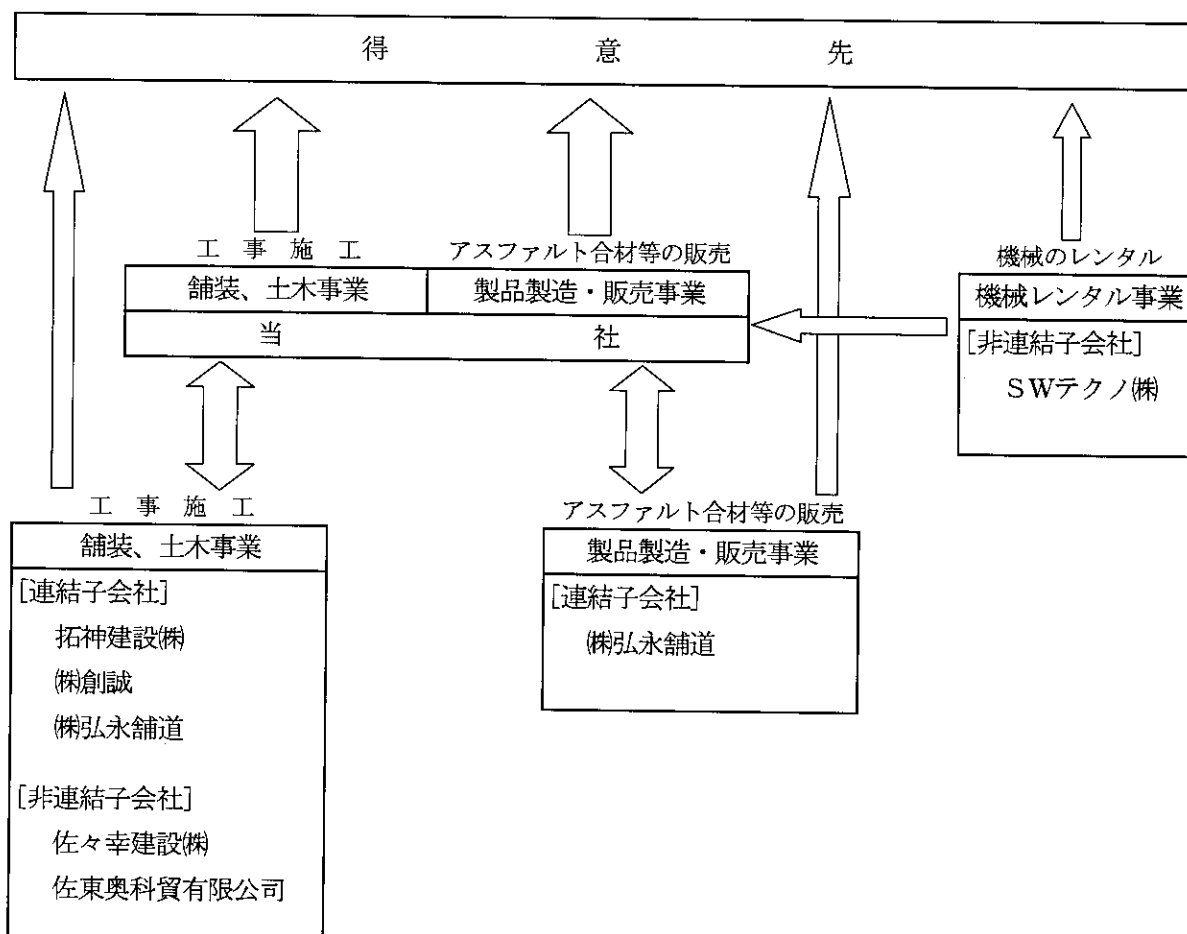 得意先
工事施工
アスファルト合材等の販売
機械のレンタル
舗装、土木事業
製品製造・販売事業
機械レンタル事業
当社
[非連結子会社]
SWテクノ㈱
工事施工
舗装、土木事業
[連結子会社]
拓神建設㈱
㈱創誠
㈱弘永舗道
[非連結子会社]
佐々幸建設㈱
佐東奥科貿有限公司
アスファルト合材等の販売
製品製造・販売事業
[連結子会社]
㈱弘永舗道